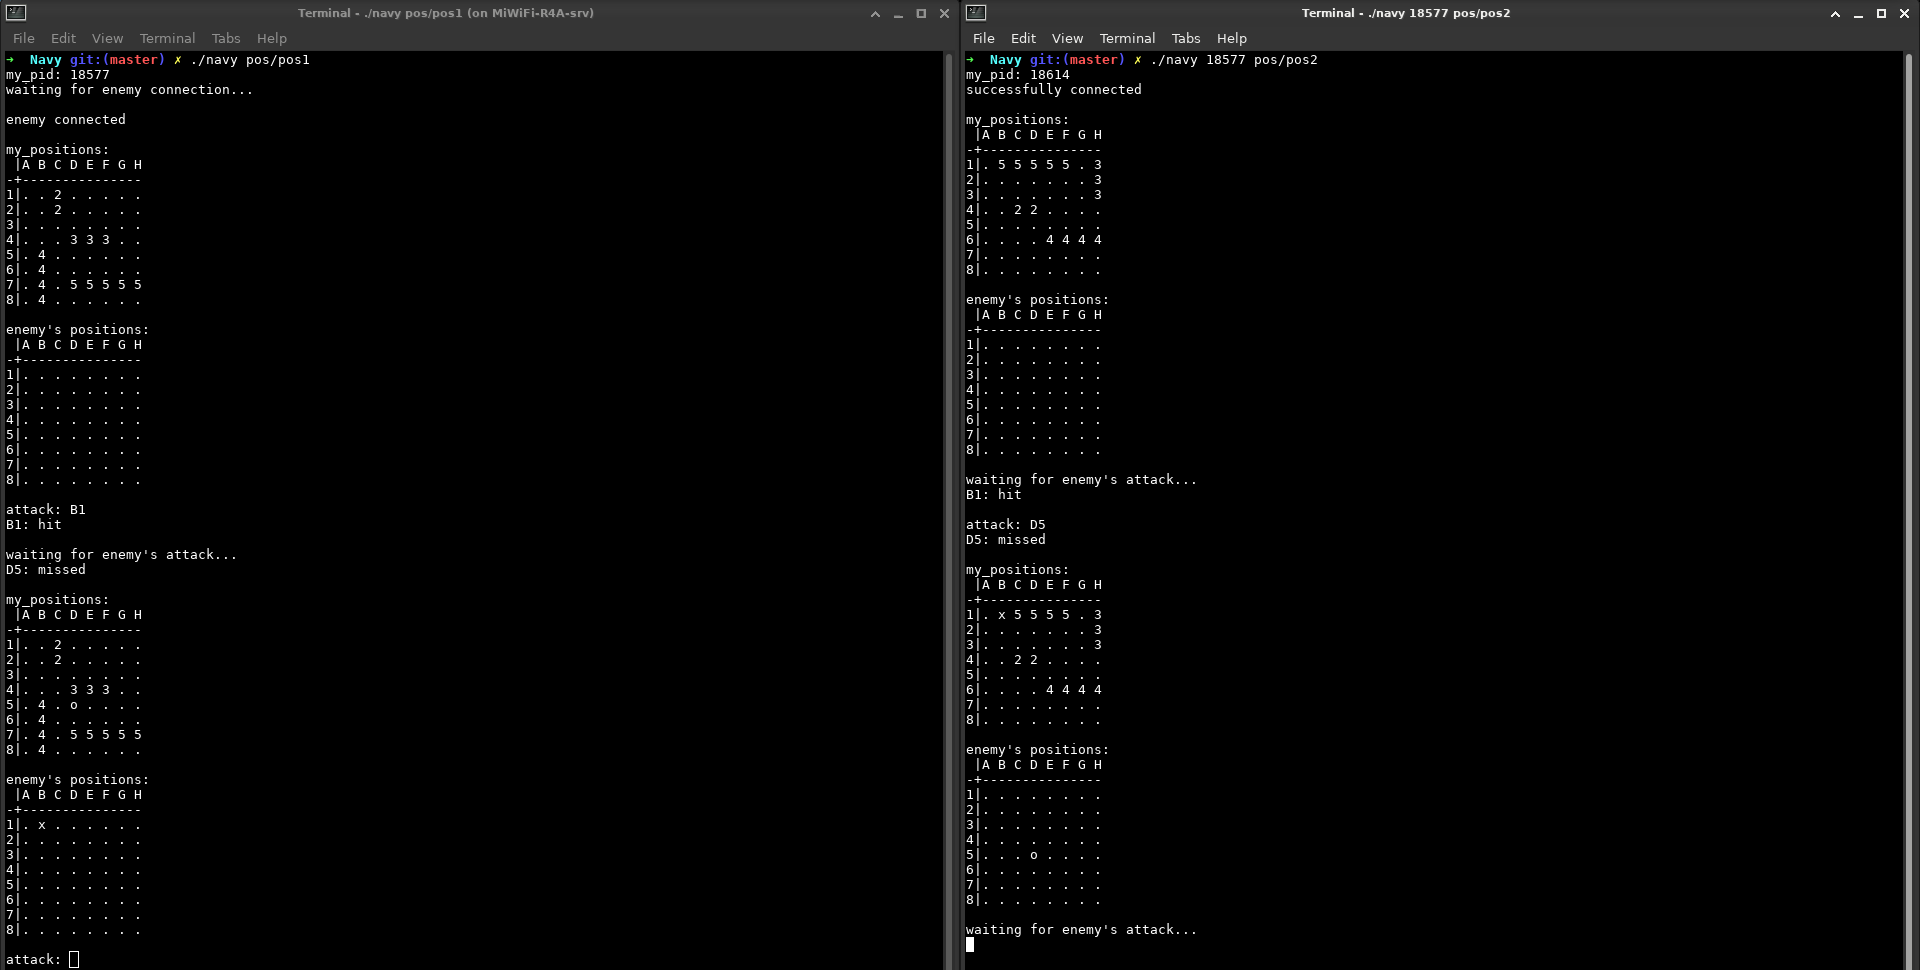 Terminal - ./navy pos/pos1 (on MiWiFi-R4A-srv)
File Edit View Terminal Tabs Help
➜  Navy git:(master) ✗ ./navy pos/pos1
my_pid: 18577
waiting for enemy connection...
enemy connected
my_positions:
 |A B C D E F G H
-+---------------
1|. . 2 . . . . .
2|. . 2 . . . . .
3|. . . . . . . .
4|. . . 3 3 3 . .
5|. 4 . . . . . .
6|. 4 . . . . . .
7|. 4 . 5 5 5 5 5
8|. 4 . . . . . .
enemy's positions:
 |A B C D E F G H
-+---------------
1|. . . . . . . .
2|. . . . . . . .
3|. . . . . . . .
4|. . . . . . . .
5|. . . . . . . .
6|. . . . . . . .
7|. . . . . . . .
8|. . . . . . . .
attack: B1
B1: hit
waiting for enemy's attack...
D5: missed
my_positions:
 |A B C D E F G H
-+---------------
1|. . 2 . . . . .
2|. . 2 . . . . .
3|. . . . . . . .
4|. . . 3 3 3 . .
5|. 4 . o . . . .
6|. 4 . . . . . .
7|. 4 . 5 5 5 5 5
8|. 4 . . . . . .
enemy's positions:
 |A B C D E F G H
-+---------------
1|. x . . . . . .
2|. . . . . . . .
3|. . . . . . . .
4|. . . . . . . .
5|. . . . . . . .
6|. . . . . . . .
7|. . . . . . . .
8|. . . . . . . .
attack:
Terminal - ./navy 18577 pos/pos2
File Edit View Terminal Tabs Help
➜  Navy git:(master) ✗ ./navy 18577 pos/pos2
my_pid: 18614
successfully connected
my_positions:
 |A B C D E F G H
-+---------------
1|. 5 5 5 5 5 . 3
2|. . . . . . . 3
3|. . . . . . . 3
4|. . 2 2 . . . .
5|. . . . . . . .
6|. . . . 4 4 4 4
7|. . . . . . . .
8|. . . . . . . .
enemy's positions:
 |A B C D E F G H
-+---------------
1|. . . . . . . .
2|. . . . . . . .
3|. . . . . . . .
4|. . . . . . . .
5|. . . . . . . .
6|. . . . . . . .
7|. . . . . . . .
8|. . . . . . . .
waiting for enemy's attack...
B1: hit
attack: D5
D5: missed
my_positions:
 |A B C D E F G H
-+---------------
1|. x 5 5 5 5 . 3
2|. . . . . . . 3
3|. . . . . . . 3
4|. . 2 2 . . . .
5|. . . . . . . .
6|. . . . 4 4 4 4
7|. . . . . . . .
8|. . . . . . . .
enemy's positions:
 |A B C D E F G H
-+---------------
1|. . . . . . . .
2|. . . . . . . .
3|. . . . . . . .
4|. . . . . . . .
5|. . . o . . . .
6|. . . . . . . .
7|. . . . . . . .
8|. . . . . . . .
waiting for enemy's attack...